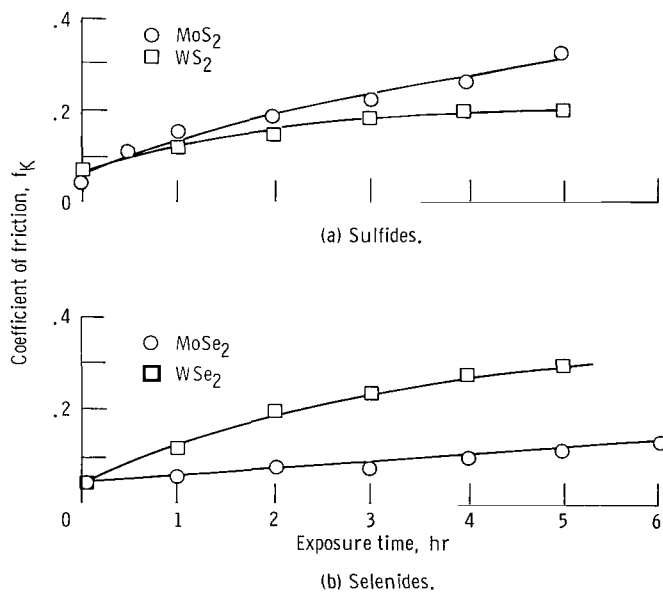 .4
MoS2
WS2
.2
0
(a) Sulfides.
Coefficient of friction, fK
.4
MoSe2
WSe2
.2
0 1 2 3 4 5 6
Exposure time, hr
(b) Selenides.